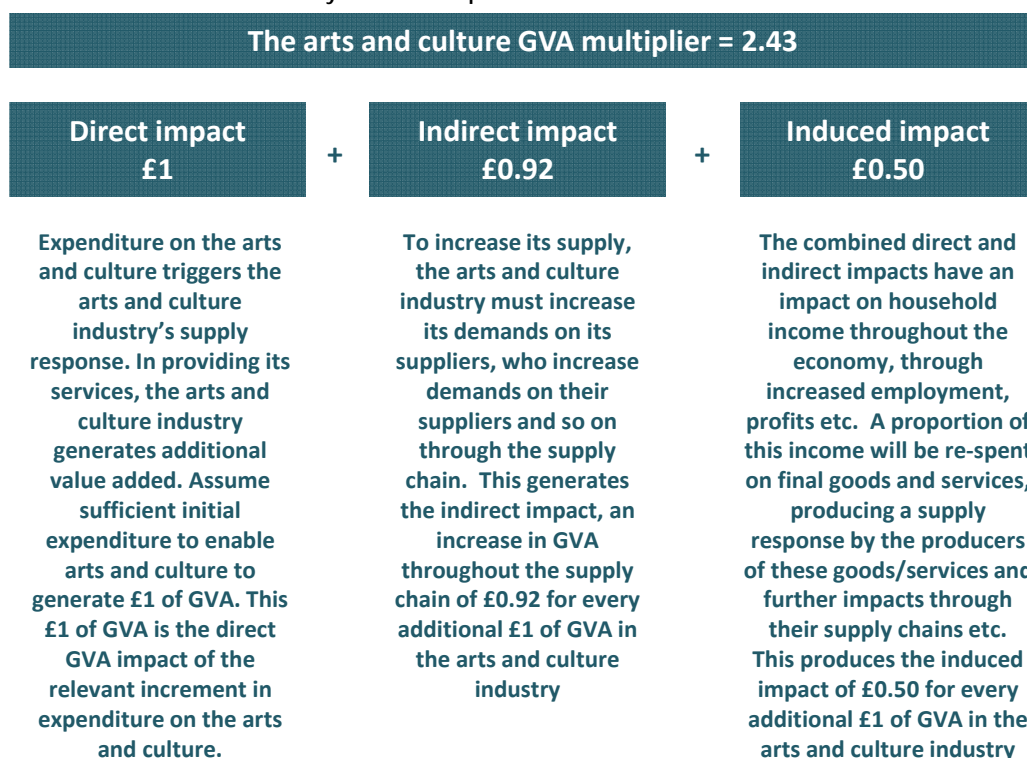 The arts and culture GVA multiplier = 2.43
Direct impact
£1
+
Indirect impact
£0.92
+
Induced impact
£0.50
Expenditure on the arts
and culture triggers the
arts and culture
industry's supply
response. In providing its
services, the arts and
culture industry
generates additional
value added. Assume
sufficient initial
expenditure to enable
arts and culture to
generate £1 of GVA. This
£1 of GVA is the direct
GVA impact of the
relevant increment in
expenditure on the arts
and culture.
To increase its supply,
the arts and culture
industry must increase
its demands on its
suppliers, who increase
demands on their
suppliers and so on
through the supply
chain. This generates
the indirect impact, an
increase in GVA
throughout the supply
chain of £0.92 for every
additional £1 of GVA in
the arts and culture
industry
The combined direct and
indirect impacts have an
impact on household
income throughout the
economy, through
increased employment,
profits etc. A proportion of
this income will be re-spent
on final goods and services,
producing a supply
response by the producers
of these goods/services and
further impacts through
their supply chains etc.
This produces the induced
impact of £0.50 for every
additional £1 of GVA in the
arts and culture industry